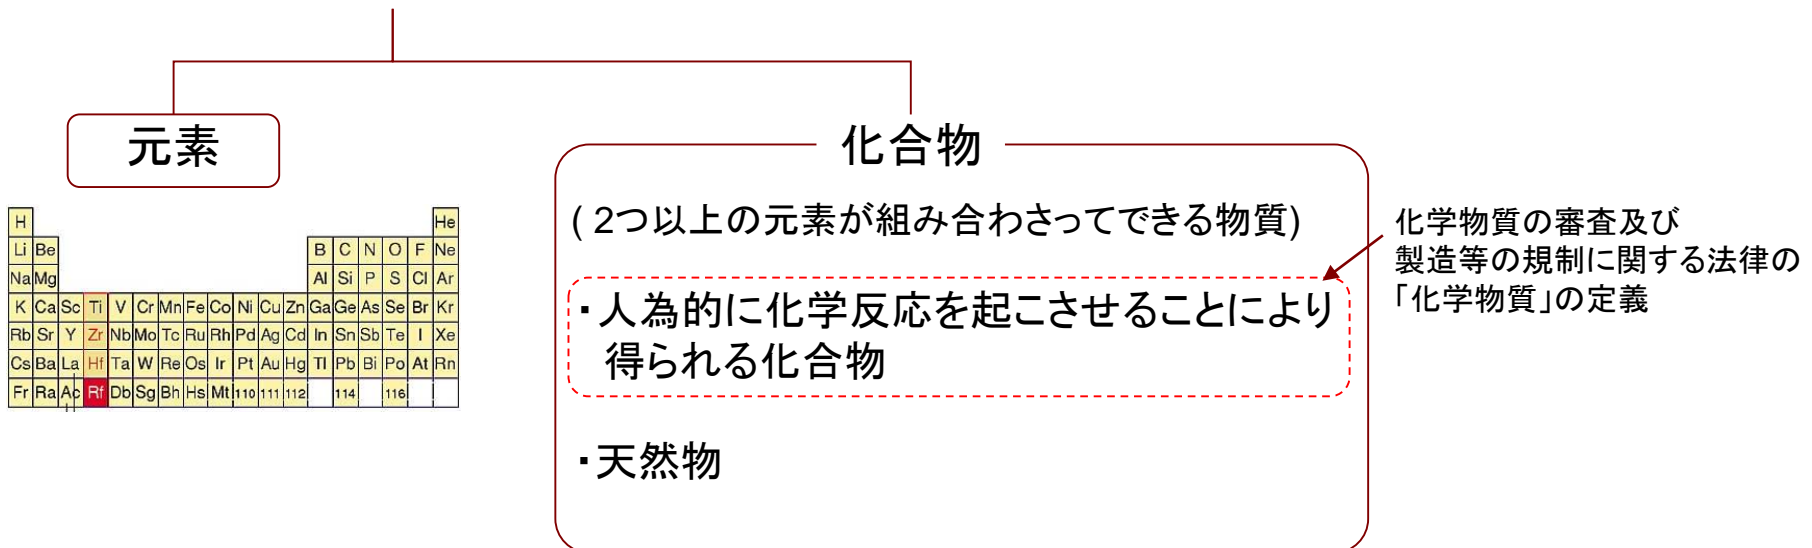 元素
化合物
H He
Li Be B C N O F Ne
Na Mg Al Si P S Cl Ar
K Ca Sc Ti V Cr Mn Fe Co Ni Cu Zn Ga Ge As Se Br Kr
Rb Sr Y Zr Nb Mo Tc Ru Rh Pd Ag Cd In Sn Sb Te I Xe
Cs Ba La Hf Ta W Re Os Ir Pt Au Hg Tl Pb Bi Po At Rn
Fr Ra Ac Rf Db Sg Bh Hs Mt 110 111 112 114 116
( 2つ以上の元素が組み合わさってできる物質)
・人為的に化学反応を起こさせることにより
得られる化合物
・天然物
化学物質の審査及び
製造等の規制に関する法律の
「化学物質」の定義